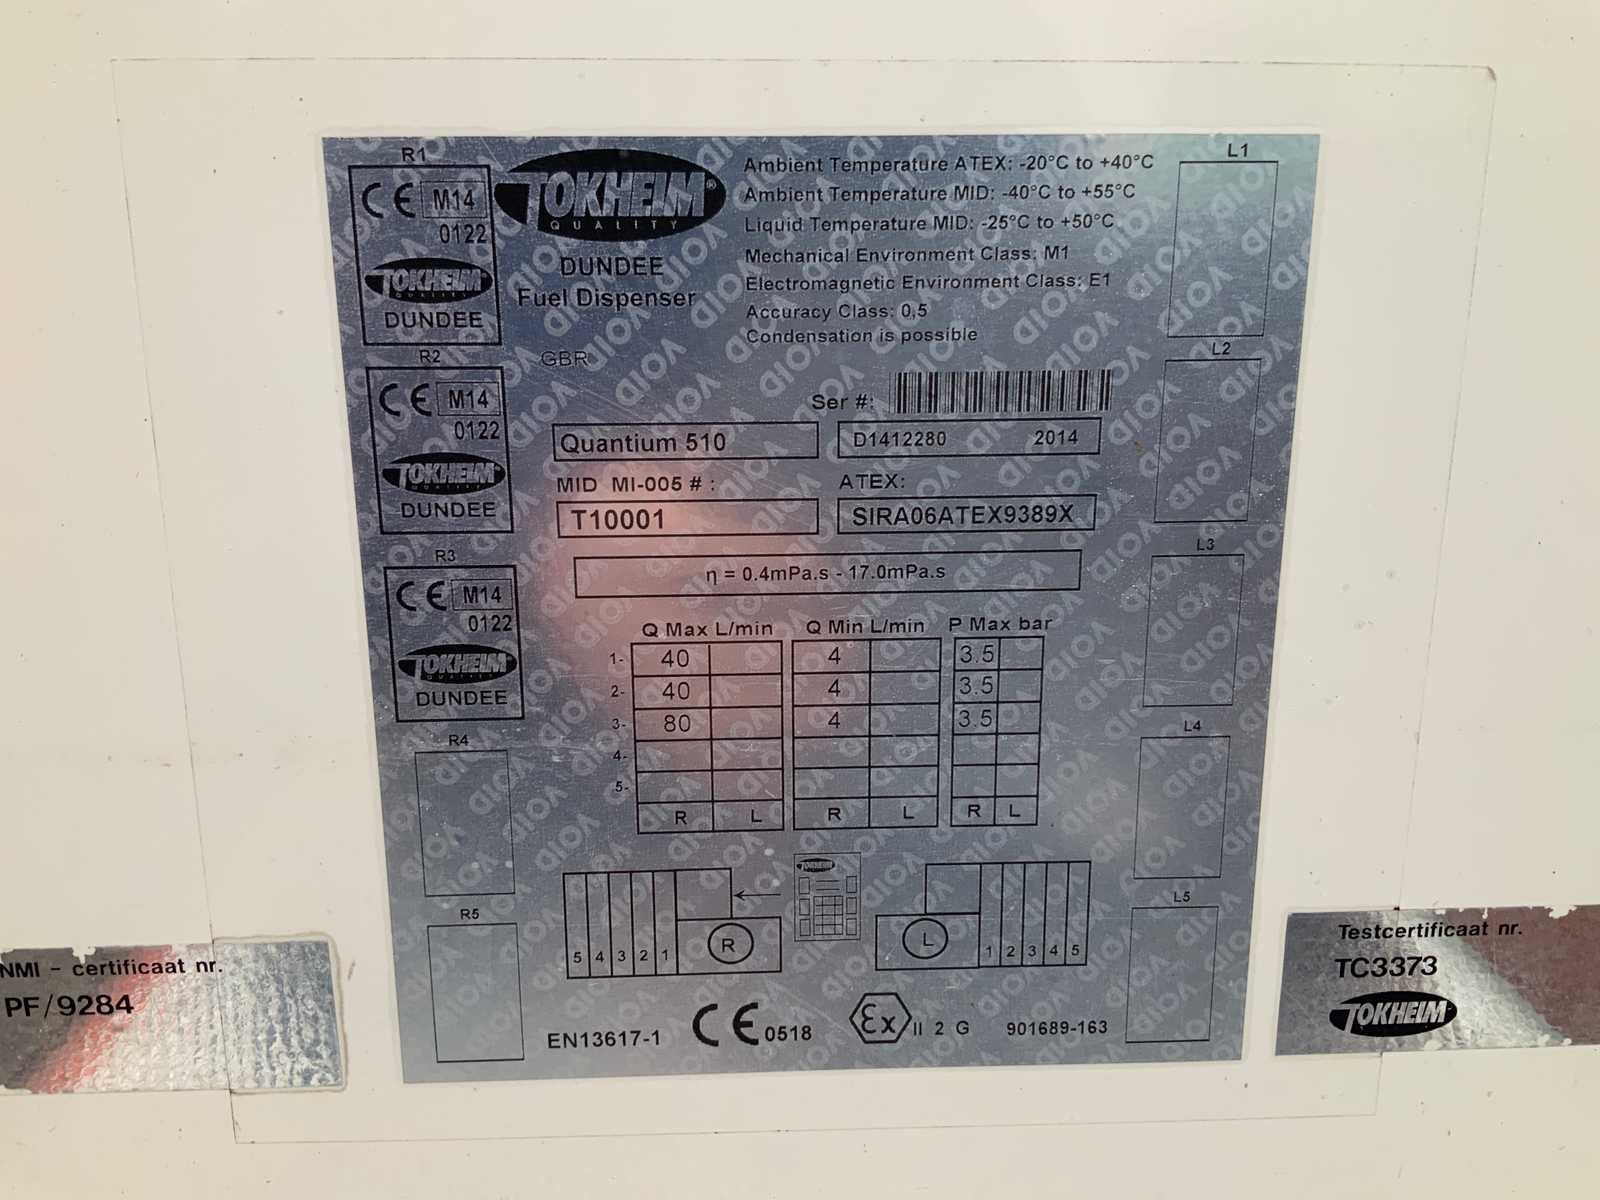 R1
CE M14
0122
TOKHEIM
QUALITY
DUNDEE
R2
CE M14
0122
TOKHEIM
QUALITY
DUNDEE
R3
CE M14
0122
TOKHEIM
QUALITY
DUNDEE
R4
R5
TOKHEIM®
QUALITY
DUNDEE
Fuel Dispenser
GBR
Ambient Temperature ATEX: -20°C to +40°C
Ambient Temperature MID: -40°C to +55°C
Liquid Temperature MID: -25°C to +50°C
Mechanical Environment Class: M1
Electromagnetic Environment Class: E1
Accuracy Class: 0,5
Condensation is possible
Ser #:
Quantium 510
D1412280 2014
MID MI-005 # :
ATEX:
T10001
SIRA06ATEX9389X
η = 0.4mPa.s - 17.0mPa.s
Q Max L/min Q Min L/min P Max bar
1- 40 4 3.5
2- 40 4 3.5
3- 80 4 3.5
4-
5-
R L R L R L
5 4 3 2 1 R
TOKHEIM
L 1 2 3 4 5
EN13617-1 CE 0518 Ex II 2 G 901689-163
L1
L2
L3
L4
L5
NMI - certificaat nr.
PF/9284
Testcertificaat nr.
TC3373
TOKHEIM